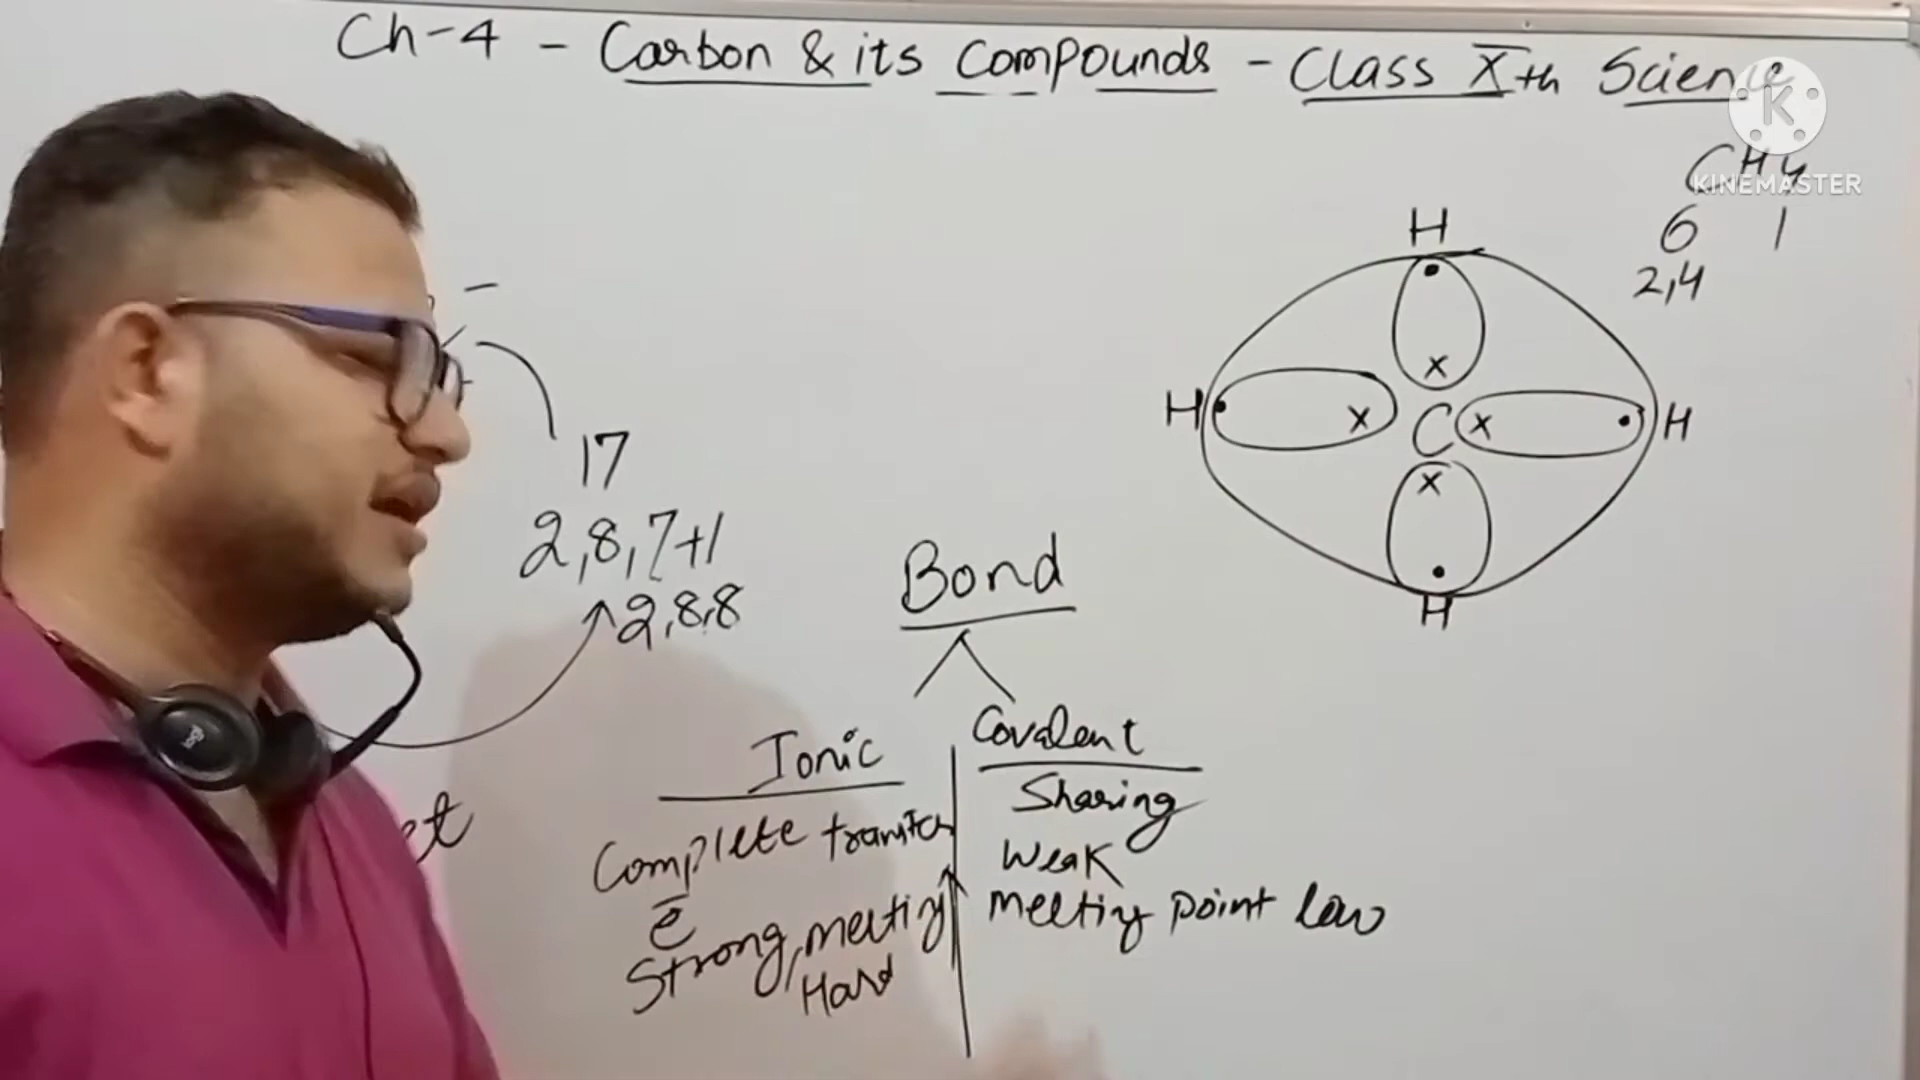 Ch-4 - Carbon & its Compounds - Class Xth Science
K
KINEMASTER
CH4
6 1
2,4
H
H x C x H
x
x
H
17
2,8,7+1
2,8,8
Bond
Ionic
Complete transfer
e̅
Strong, melting ↑
Hard
Covalent
Sharing
Weak
Melting point low